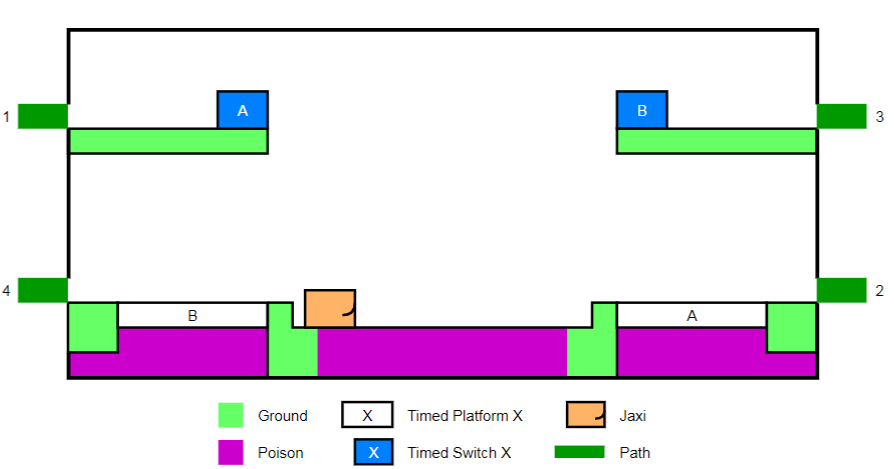 A
B
1
3
4
2
B
A
Ground
X
Timed Platform X
Jaxi
Poison
X
Timed Switch X
Path